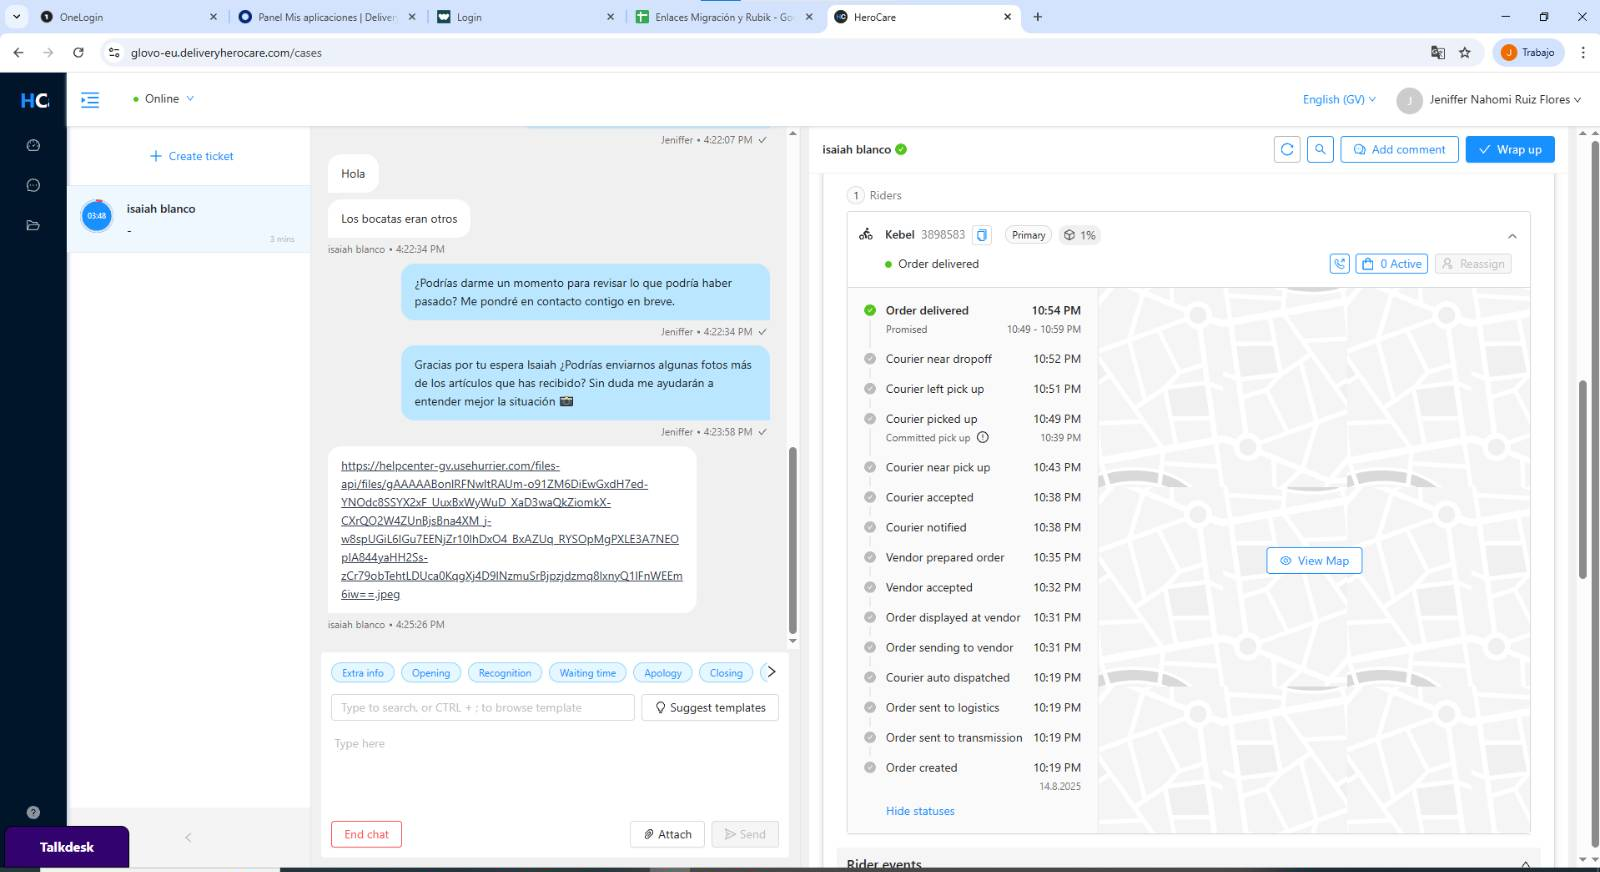 OneLogin
Panel Mis aplicaciones | Deliver
Login
Enlaces Migración y Rubik - Go
HeroCare
glovo-eu.deliveryherocare.com/cases
J
Trabajo
HC
Online
English (GV)
J
Jeniffer Nahomi Ruiz Flores
Create ticket
03:48
isaiah blanco
-
3 mins
Jeniffer • 4:22:07 PM
Hola
Los bocatas eran otros
isaiah blanco • 4:22:34 PM
¿Podrías darme un momento para revisar lo que podría haber
pasado? Me pondré en contacto contigo en breve.
Jeniffer • 4:22:34 PM
Gracias por tu espera Isaiah ¿Podrías enviarnos algunas fotos más
de los artículos que has recibido? Sin duda me ayudarán a
entender mejor la situación 📸
Jeniffer • 4:23:58 PM
https://helpcenter-gv.usehurrier.com/files-
api/files/gAAAAABonIRFNwltRAUm-o91ZM6DiEwGxdH7ed-
YNOdc8SSYX2xF_UuxBxWyWuD_XaD3waQkZiomkX-
CXrQO2W4ZUnBjsBna4XM_j-
w8spUGiL6lGu7EENjZr10lhDxO4_BxAZUq_RYSOpMgPXLE3A7NEO
pIA844yaHH2Ss-
zCr79obTehtLDUca0KqgXj4D9INzmuSrBjpzjdzmq8lxnyQ1lFnWEEm
6iw==.jpeg
isaiah blanco • 4:25:26 PM
Extra info
Opening
Recognition
Waiting time
Apology
Closing
Type to search, or CTRL + ; to browse template
Suggest templates
Type here
End chat
Attach
Send
Talkdesk
isaiah blanco
Add comment
Wrap up
1 Riders
Kebel 3898583
Primary
1%
Order delivered
0 Active
Reassign
Order delivered 10:54 PM
Promised 10:49 - 10:59 PM
Courier near dropoff 10:52 PM
Courier left pick up 10:51 PM
Courier picked up 10:49 PM
Committed pick up 10:39 PM
Courier near pick up 10:43 PM
Courier accepted 10:38 PM
Courier notified 10:38 PM
Vendor prepared order 10:35 PM
Vendor accepted 10:32 PM
Order displayed at vendor 10:31 PM
Order sending to vendor 10:31 PM
Courier auto dispatched 10:19 PM
Order sent to logistics 10:19 PM
Order sent to transmission 10:19 PM
Order created 10:19 PM
14.8.2025
Hide statuses
View Map
Rider events